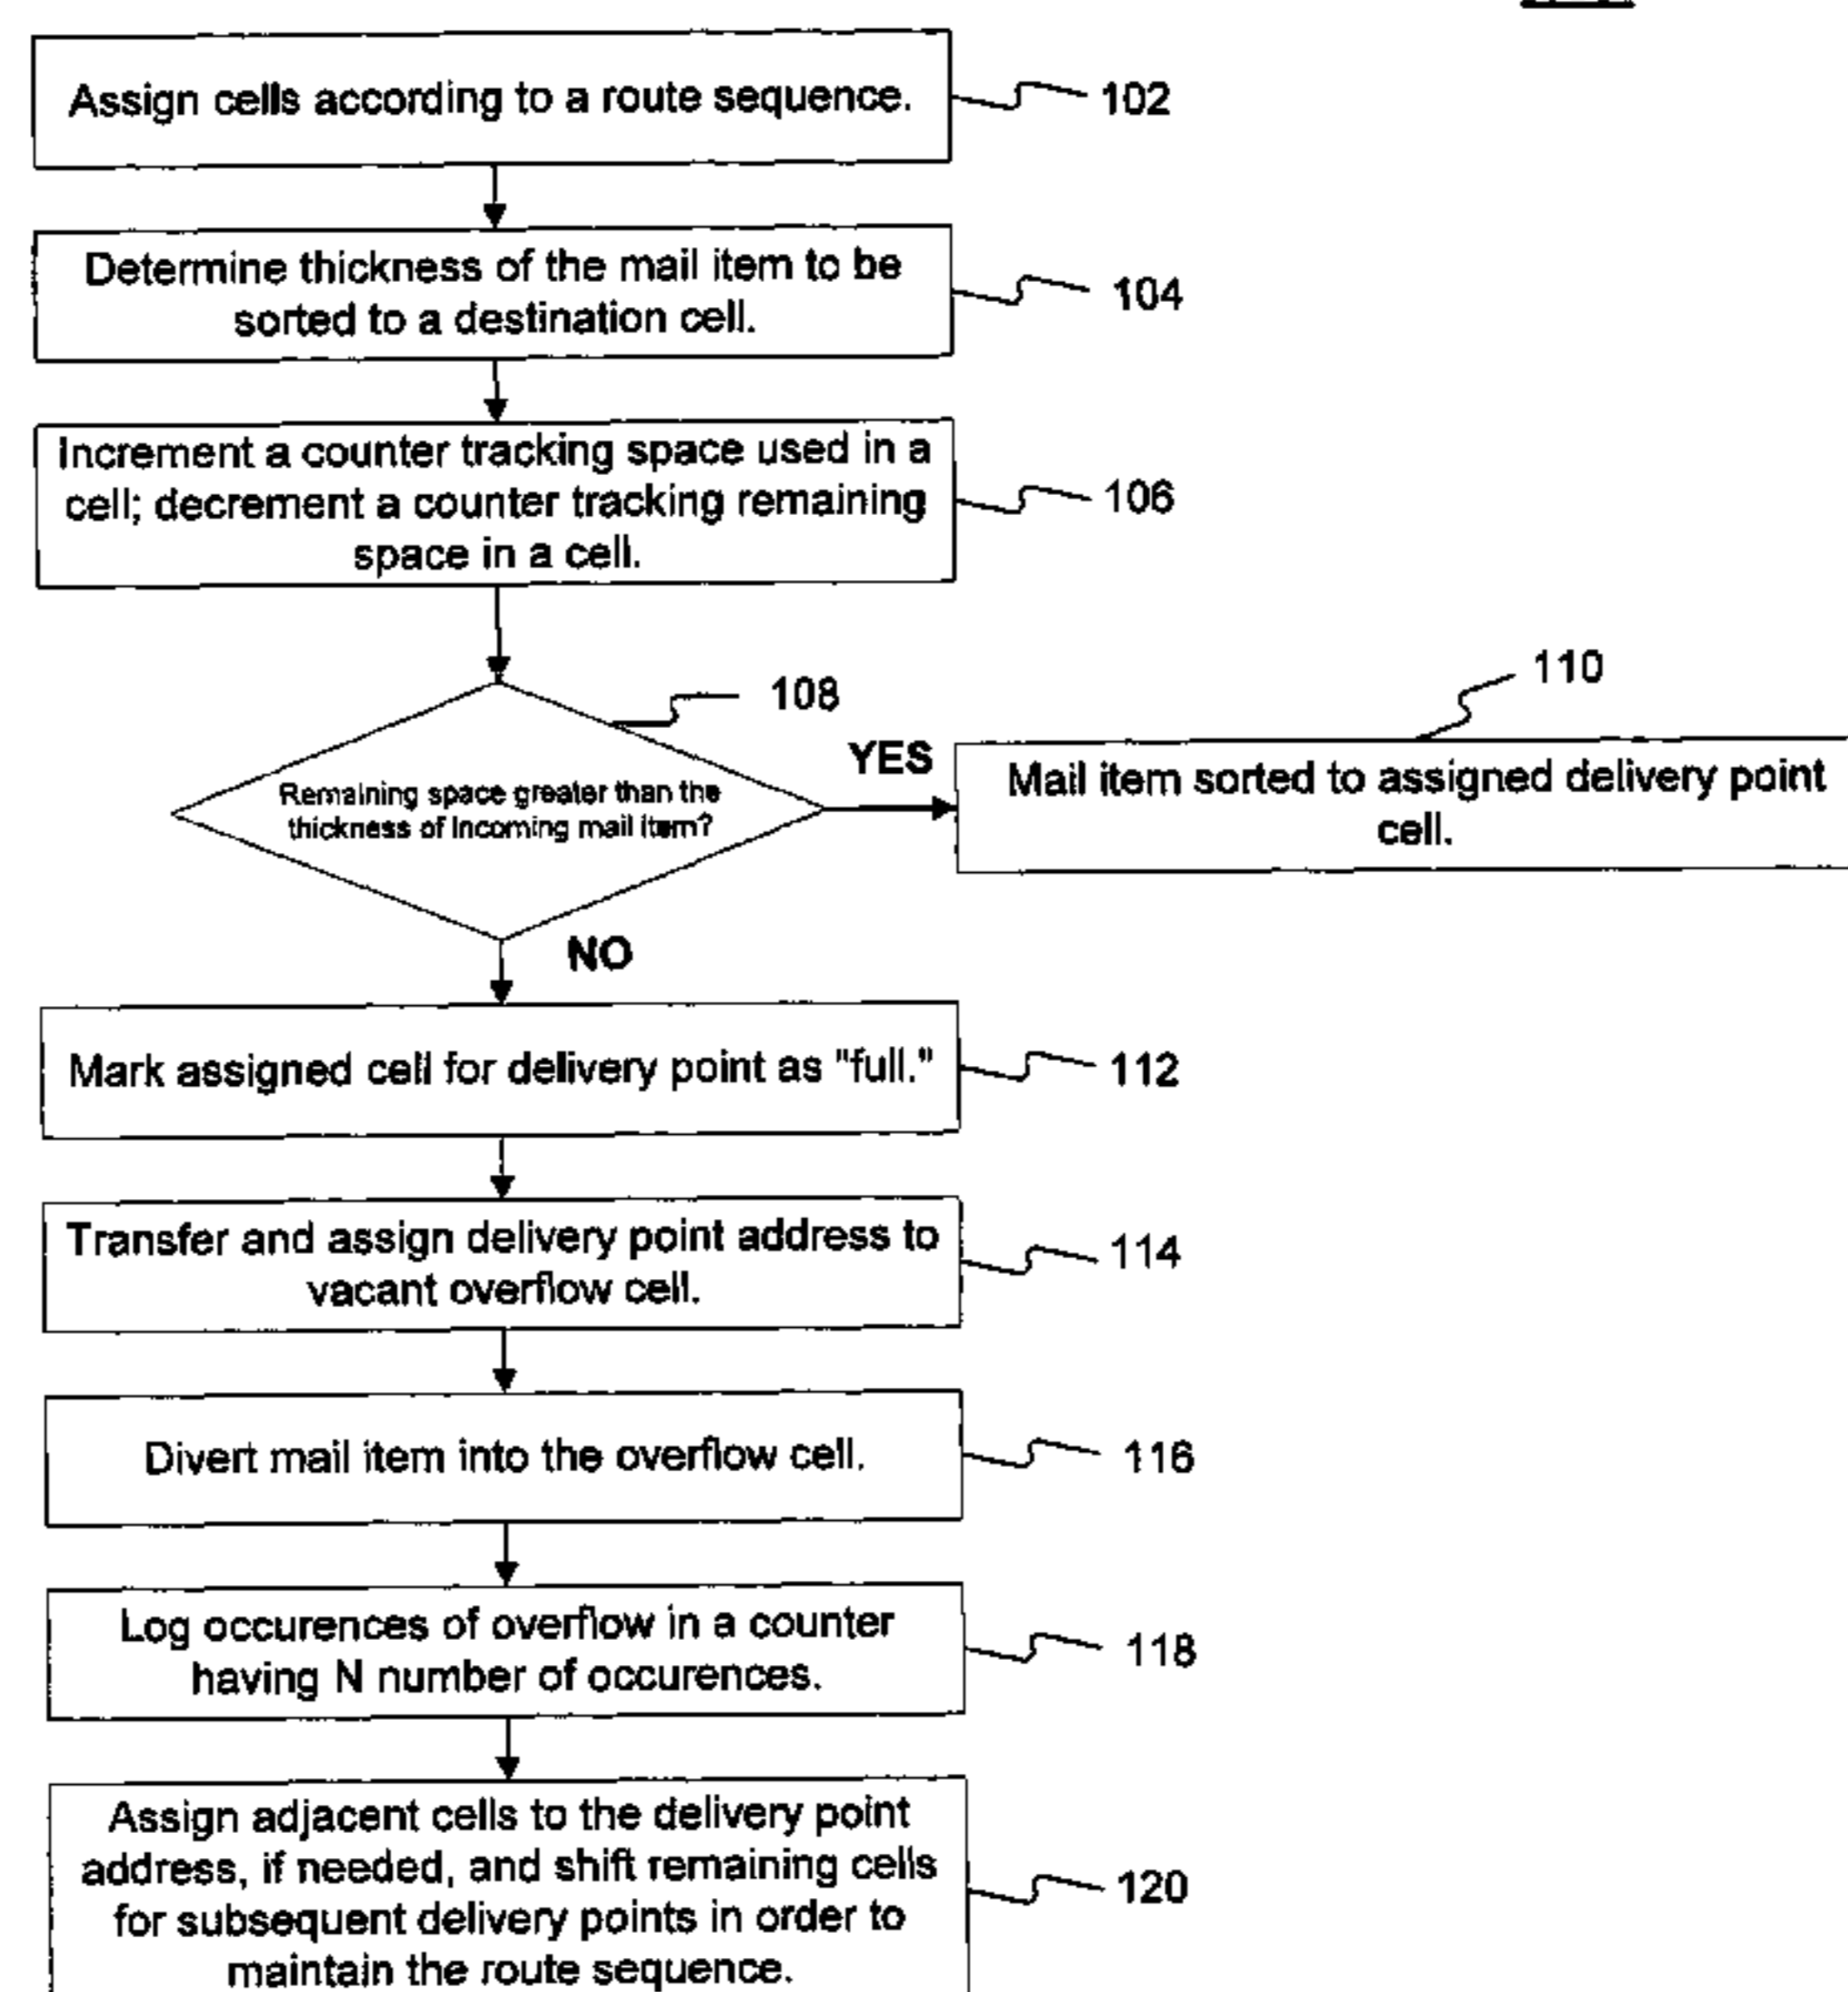 Assign cells according to a route sequence.
102
Determine thickness of the mail item to be
sorted to a destination cell.
104
Increment a counter tracking space used in a
cell; decrement a counter tracking remaining
space in a cell.
106
108
110
Remaining space greater than the
thickness of incoming mail item?
YES
Mail item sorted to assigned delivery point
cell.
NO
Mark assigned cell for delivery point as "full."
112
Transfer and assign delivery point address to
vacant overflow cell.
114
Divert mail item into the overflow cell.
116
Log occurences of overflow in a counter
having N number of occurences.
118
Assign adjacent cells to the delivery point
address, if needed, and shift remaining cells
for subsequent delivery points in order to
maintain the route sequence.
120